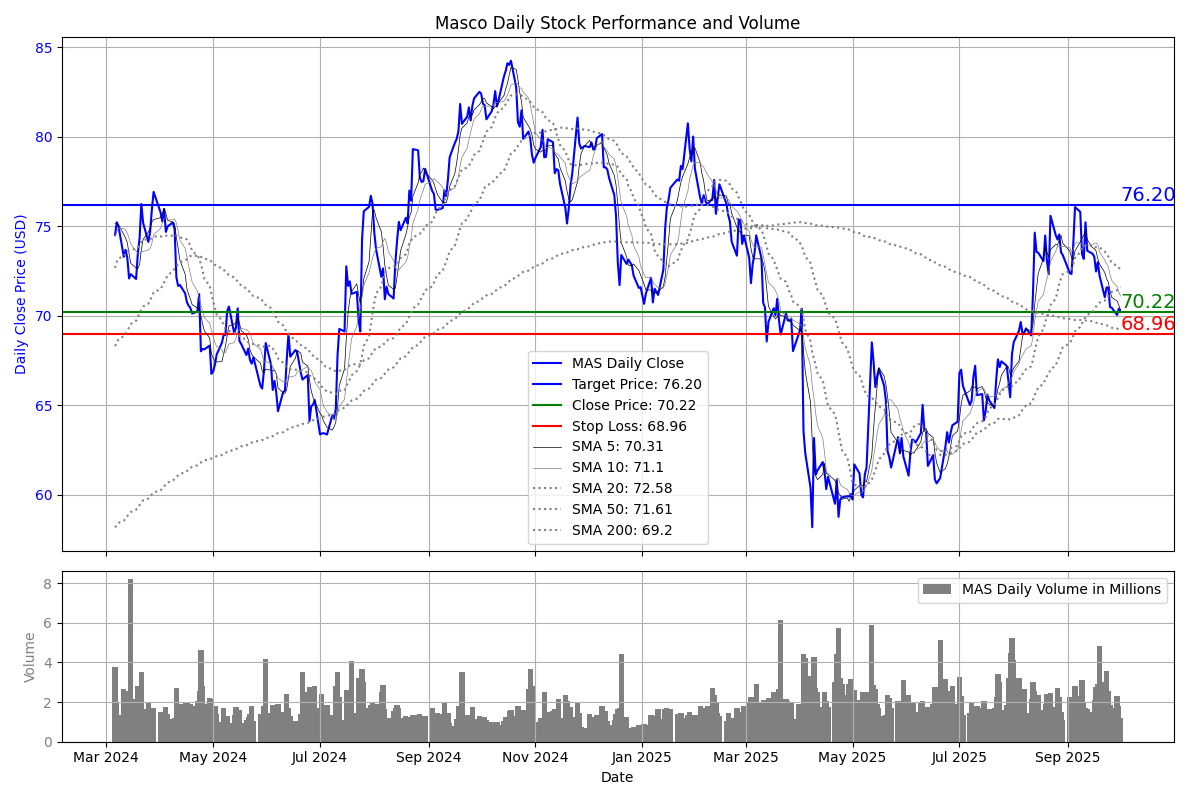 Masco Daily Stock Performance and Volume
Daily Close Price (USD)
85
80
75
70
65
60
76.20
70.22
68.96
MAS Daily Close
Target Price: 76.20
Close Price: 70.22
Stop Loss: 68.96
SMA 5: 70.31
SMA 10: 71.1
SMA 20: 72.58
SMA 50: 71.61
SMA 200: 69.2
Volume
8
6
4
2
0
MAS Daily Volume in Millions
Mar 2024 May 2024 Jul 2024 Sep 2024 Nov 2024 Jan 2025 Mar 2025 May 2025 Jul 2025 Sep 2025
Date